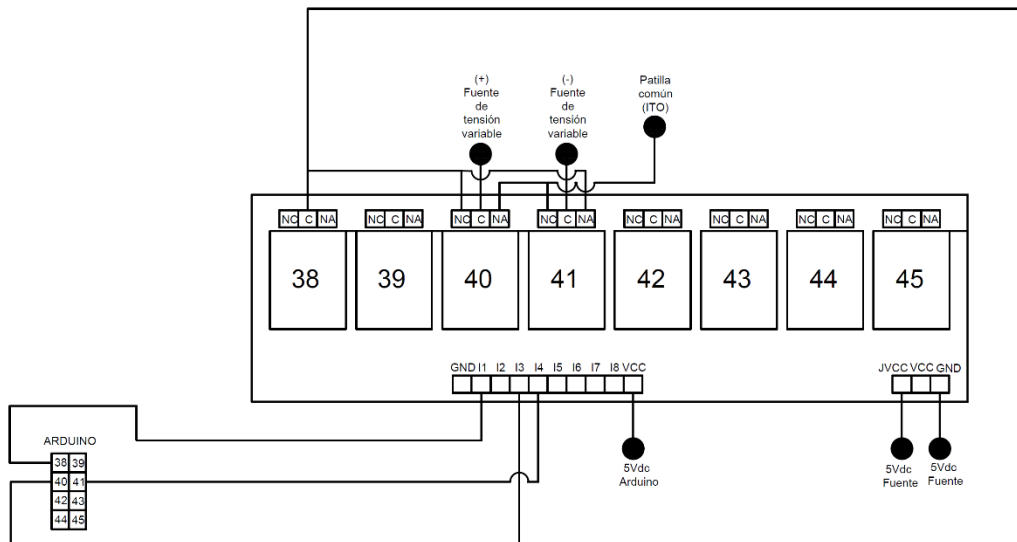 (+)
Fuente
de
tensión
variable
(-)
Fuente
de
tensión
variable
Patilla
común
(ITO)
NC C NA NC C NA NC C NA NC C NA NC C NA NC C NA NC C NA NC C NA
38 39 40 41 42 43 44 45
GND I1 I2 I3 I4 I5 I6 I7 I8 VCC
JVCC VCC GND
ARDUINO
38 39
40 41
42 43
44 45
5Vdc
Arduino
5Vdc
Fuente
5Vdc
Fuente